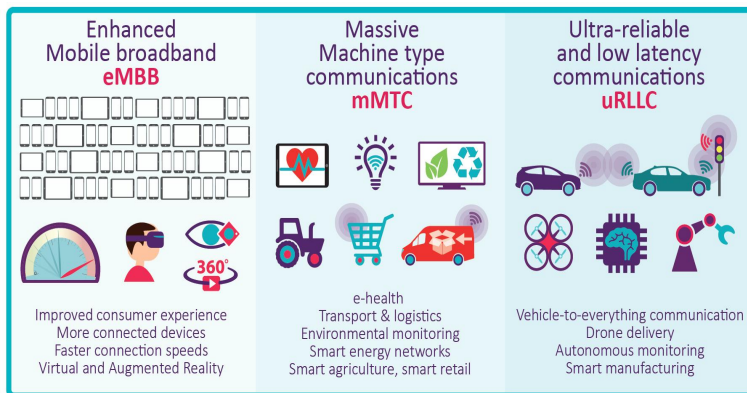 Enhanced
Mobile broadband
eMBB
360°
Improved consumer experience
More connected devices
Faster connection speeds
Virtual and Augmented Reality
Massive
Machine type
communications
mMTC
e-health
Transport & logistics
Environmental monitoring
Smart energy networks
Smart agriculture, smart retail
Ultra-reliable
and low latency
communications
uRLLC
Vehicle-to-everything communication
Drone delivery
Autonomous monitoring
Smart manufacturing